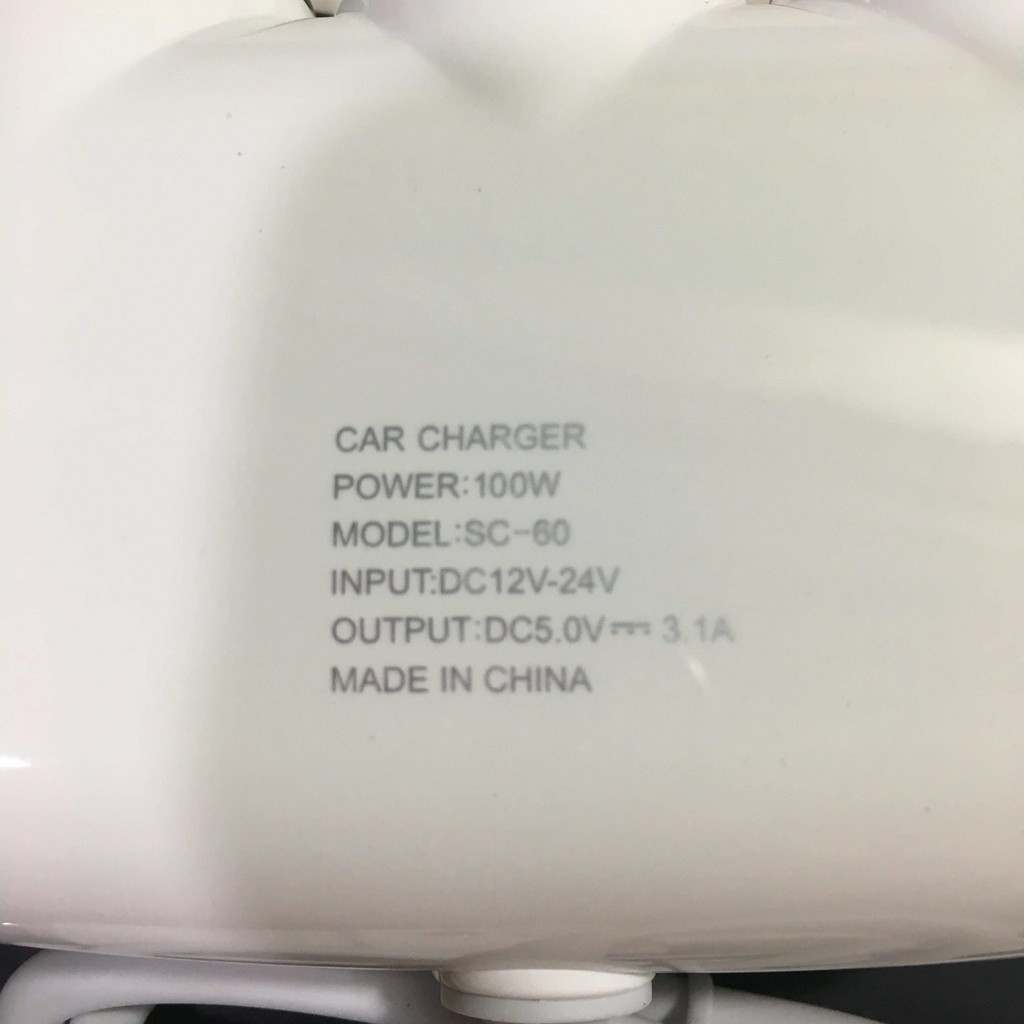 CAR CHARGER
POWER:100W
MODEL:SC-60
INPUT:DC12V-24V
OUTPUT:DC5.0V⎓ 3.1A
MADE IN CHINA